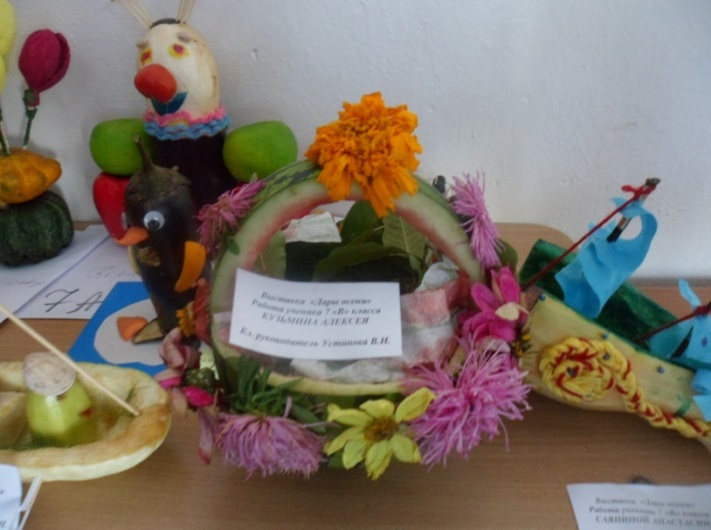 Выставка «Дары осени»
Работа ученика 7 «В» класса
КУЗЬМИНА АЛЕКСЕЯ
Кл. руководитель Устинова В.И.
Выставка «Дары осени»
Работа ученицы 7 «В» класса
САВЧИНОЙ АНАСТАСИИ